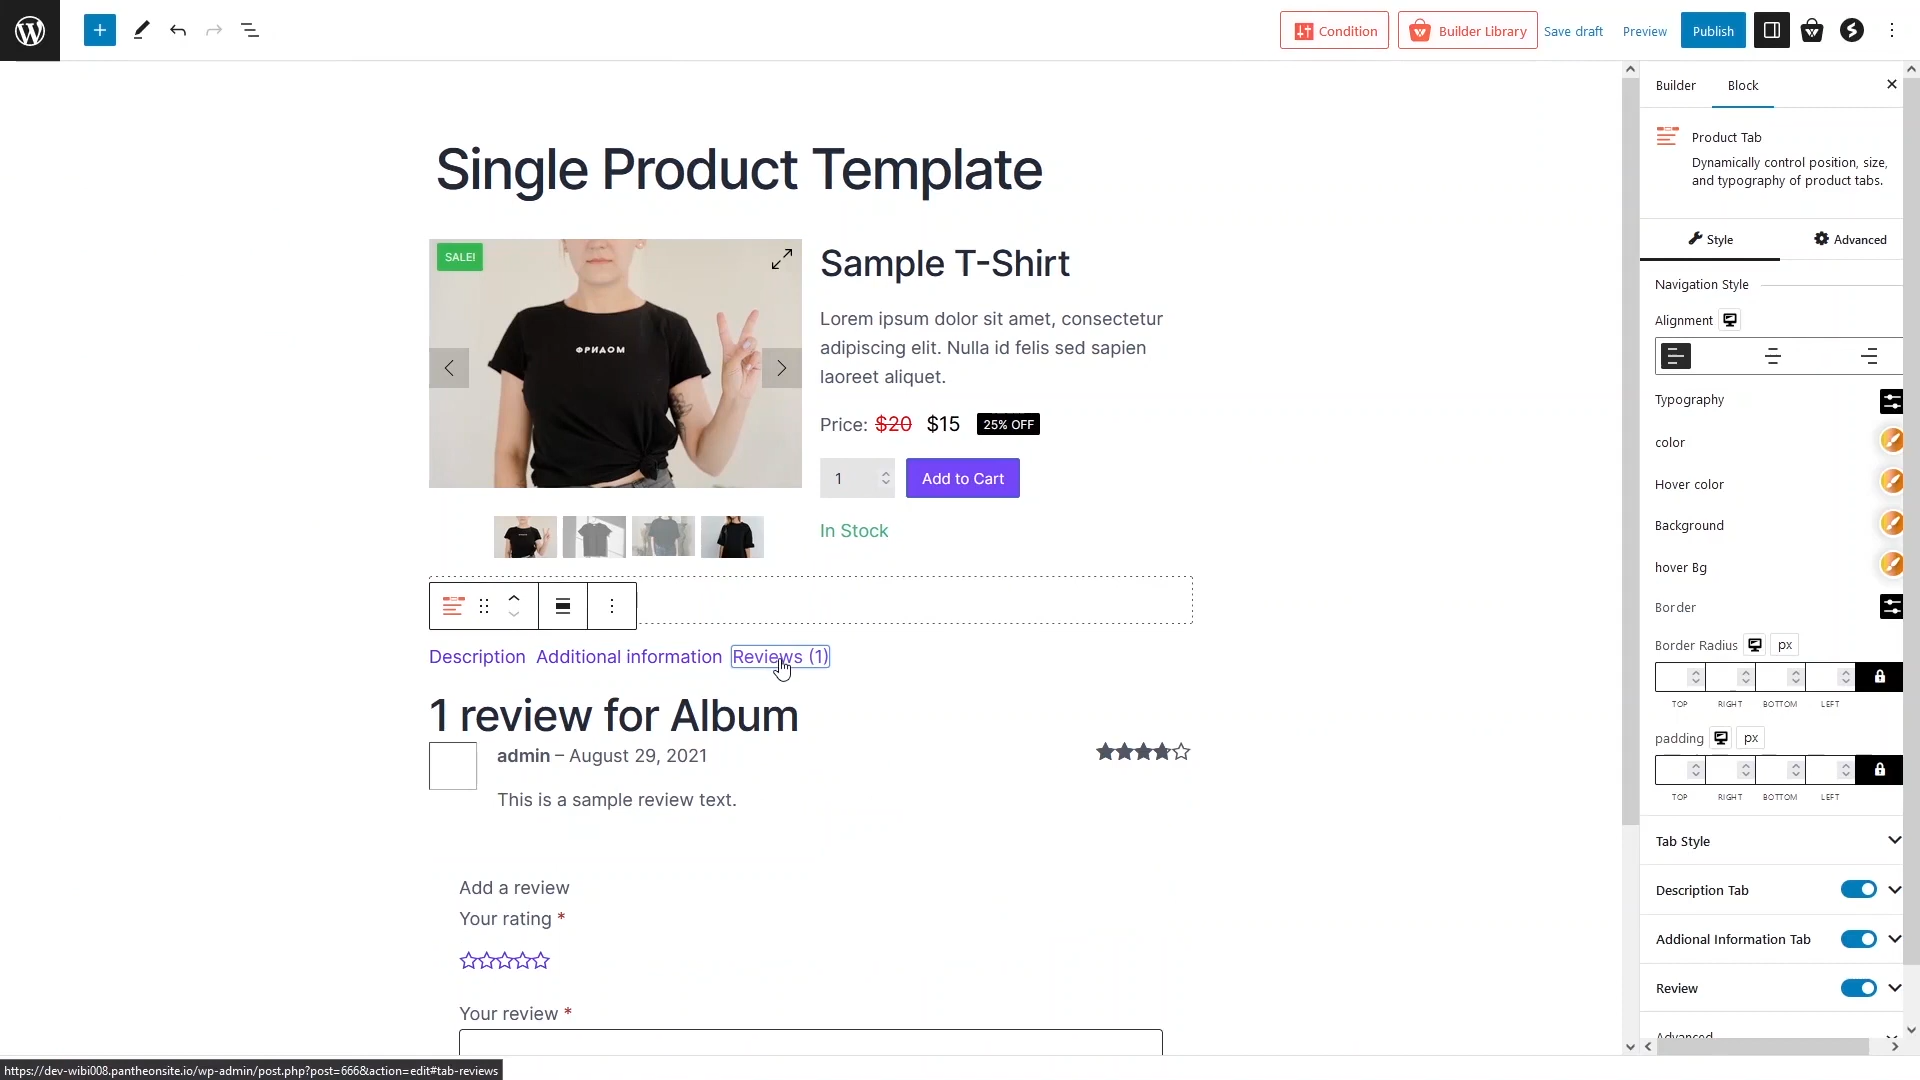 Condition
Builder Library
Save draft
Preview
Publish
Builder
Block
Product Tab
Dynamically control position, size,
and typography of product tabs.
Style
Advanced
Navigation Style
Alignment
Typography
color
Hover color
Background
hover Bg
Border
Border Radius
px
TOP
RIGHT
BOTTOM
LEFT
padding
px
TOP
RIGHT
BOTTOM
LEFT
Tab Style
Description Tab
Addional Information Tab
Review
Advanced
Single Product Template
SALE!
ФРИДОМ
Sample T-Shirt
Lorem ipsum dolor sit amet, consectetur
adipiscing elit. Nulla id felis sed sapien
laoreet aliquet.
Price: $20 $15 25% OFF
1
Add to Cart
In Stock
Description Additional information Reviews (1)
1 review for Album
admin – August 29, 2021
This is a sample review text.
Add a review
Your rating *
Your review *
https://dev-wibi008.pantheonsite.io/wp-admin/post.php?post=666&action=edit#tab-reviews